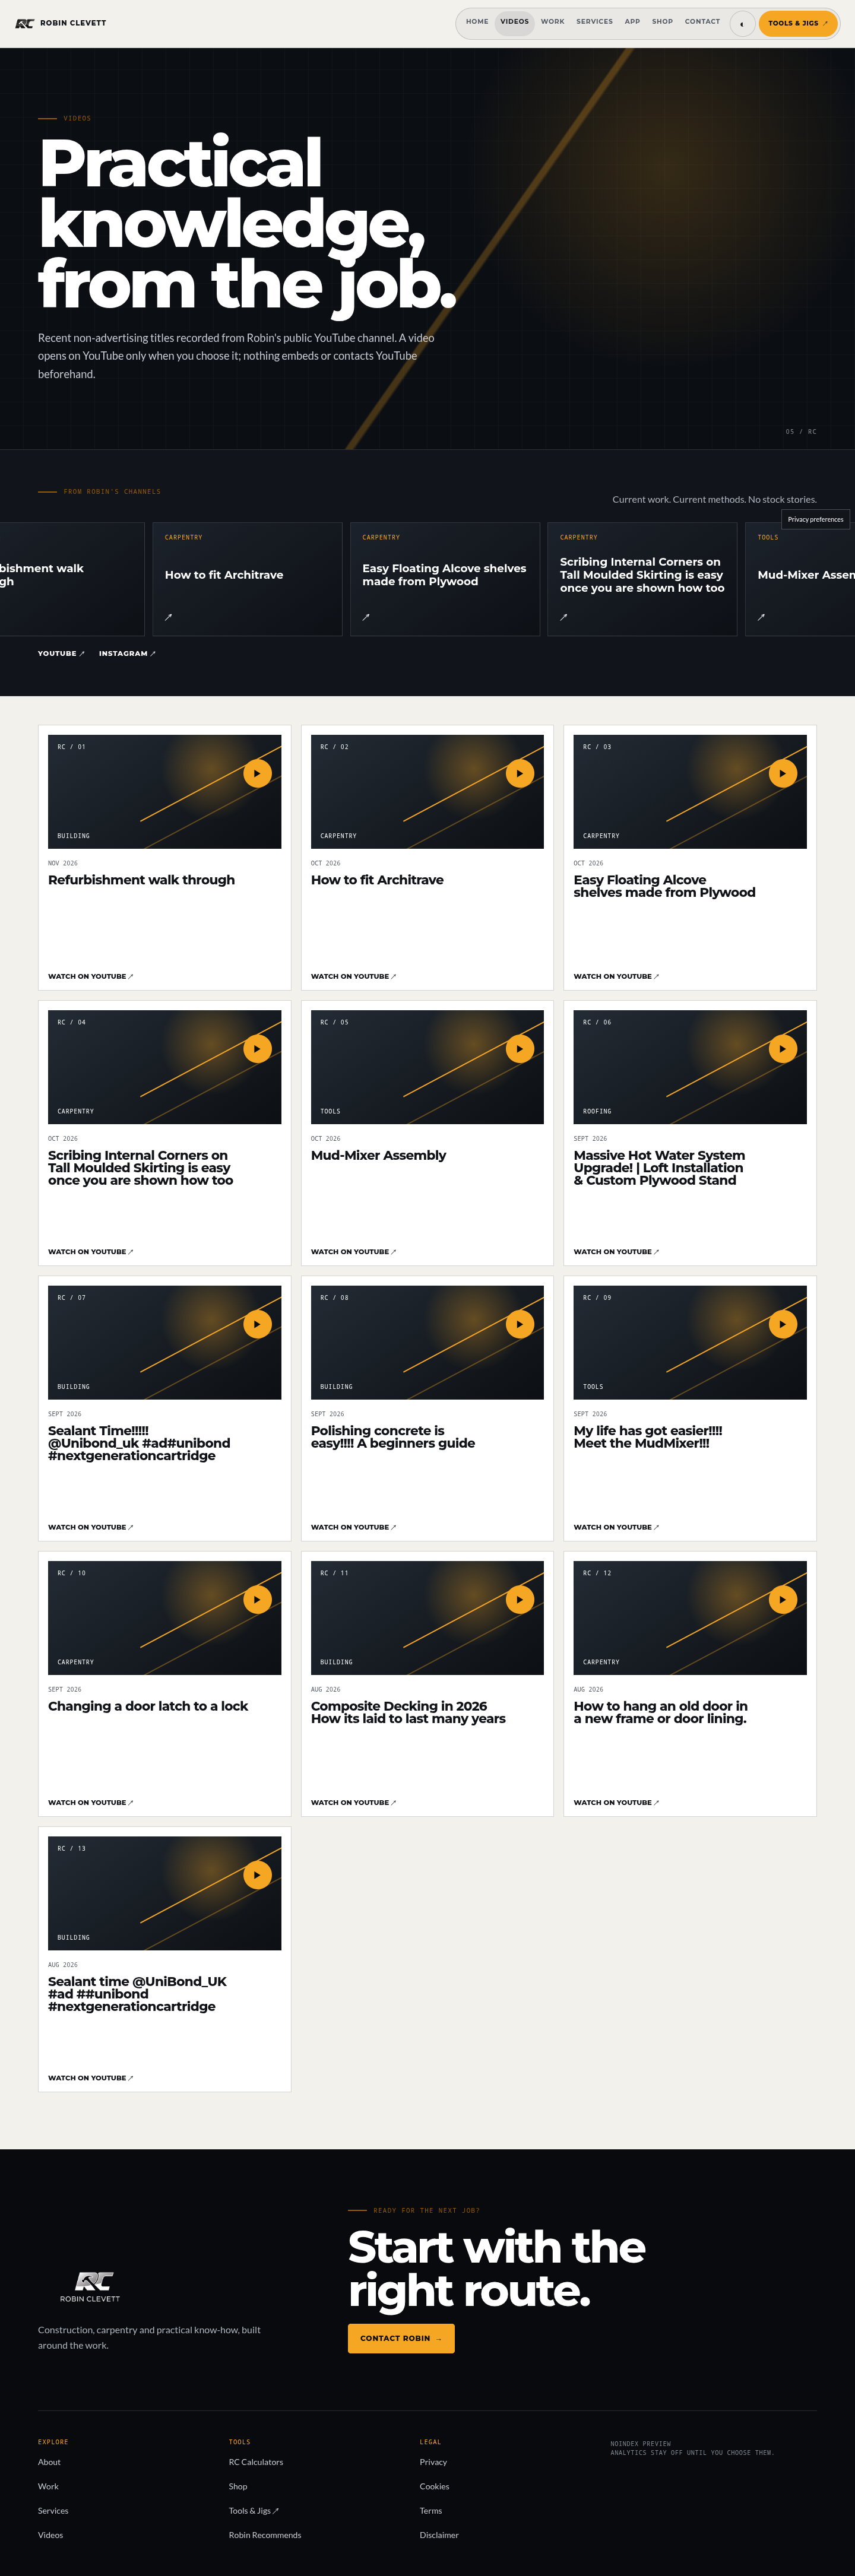 RC ROBIN CLEVETT
HOME VIDEOS WORK SERVICES APP SHOP CONTACT TOOLS & JIGS ↗
VIDEOS
Practical
knowledge,
from the job.
Recent non-advertising titles recorded from Robin's public YouTube channel. A video
opens on YouTube only when you choose it; nothing embeds or contacts YouTube
beforehand.
05 / RC
FROM ROBIN'S CHANNELS
Current work. Current methods. No stock stories.
Privacy preferences
bishment walk
gh
CARPENTRY
How to fit Architrave
↗
CARPENTRY
Easy Floating Alcove shelves
made from Plywood
↗
CARPENTRY
Scribing Internal Corners on
Tall Moulded Skirting is easy
once you are shown how too
↗
TOOLS
Mud-Mixer Assem
↗
YOUTUBE ↗ INSTAGRAM ↗
RC / 01
BUILDING
NOV 2026
Refurbishment walk through
WATCH ON YOUTUBE ↗
RC / 02
CARPENTRY
OCT 2026
How to fit Architrave
WATCH ON YOUTUBE ↗
RC / 03
CARPENTRY
OCT 2026
Easy Floating Alcove
shelves made from Plywood
WATCH ON YOUTUBE ↗
RC / 04
CARPENTRY
OCT 2026
Scribing Internal Corners on
Tall Moulded Skirting is easy
once you are shown how too
WATCH ON YOUTUBE ↗
RC / 05
TOOLS
OCT 2026
Mud-Mixer Assembly
WATCH ON YOUTUBE ↗
RC / 06
ROOFING
SEPT 2026
Massive Hot Water System
Upgrade! | Loft Installation
& Custom Plywood Stand
WATCH ON YOUTUBE ↗
RC / 07
BUILDING
SEPT 2026
Sealant Time!!!!!
@Unibond_uk #ad#unibond
#nextgenerationcartridge
WATCH ON YOUTUBE ↗
RC / 08
BUILDING
SEPT 2026
Polishing concrete is
easy!!!! A beginners guide
WATCH ON YOUTUBE ↗
RC / 09
TOOLS
SEPT 2026
My life has got easier!!!!
Meet the MudMixer!!!
WATCH ON YOUTUBE ↗
RC / 10
CARPENTRY
SEPT 2026
Changing a door latch to a lock
WATCH ON YOUTUBE ↗
RC / 11
BUILDING
AUG 2026
Composite Decking in 2026
How its laid to last many years
WATCH ON YOUTUBE ↗
RC / 12
CARPENTRY
AUG 2026
How to hang an old door in
a new frame or door lining.
WATCH ON YOUTUBE ↗
RC / 13
BUILDING
AUG 2026
Sealant time @UniBond_UK
#ad ##unibond
#nextgenerationcartridge
WATCH ON YOUTUBE ↗
RC
ROBIN CLEVETT
Construction, carpentry and practical know-how, built
around the work.
READY FOR THE NEXT JOB?
Start with the
right route.
CONTACT ROBIN →
EXPLORE
About
Work
Services
Videos
TOOLS
RC Calculators
Shop
Tools & Jigs ↗
Robin Recommends
LEGAL
Privacy
Cookies
Terms
Disclaimer
NOINDEX PREVIEW
ANALYTICS STAY OFF UNTIL YOU CHOOSE THEM.